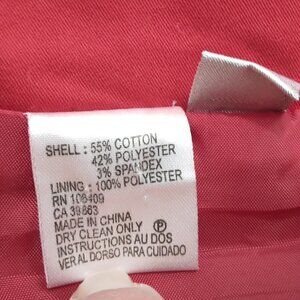 SHELL : 55% COTTON
42% POLYESTER
3% SPANDEX
LINING : 100% POLYESTER
RN 106409
CA 39663
MADE IN CHINA
DRY CLEAN ONLY
INSTRUCTIONS AU DOS
VER AL DORSO PARA CUIDADO